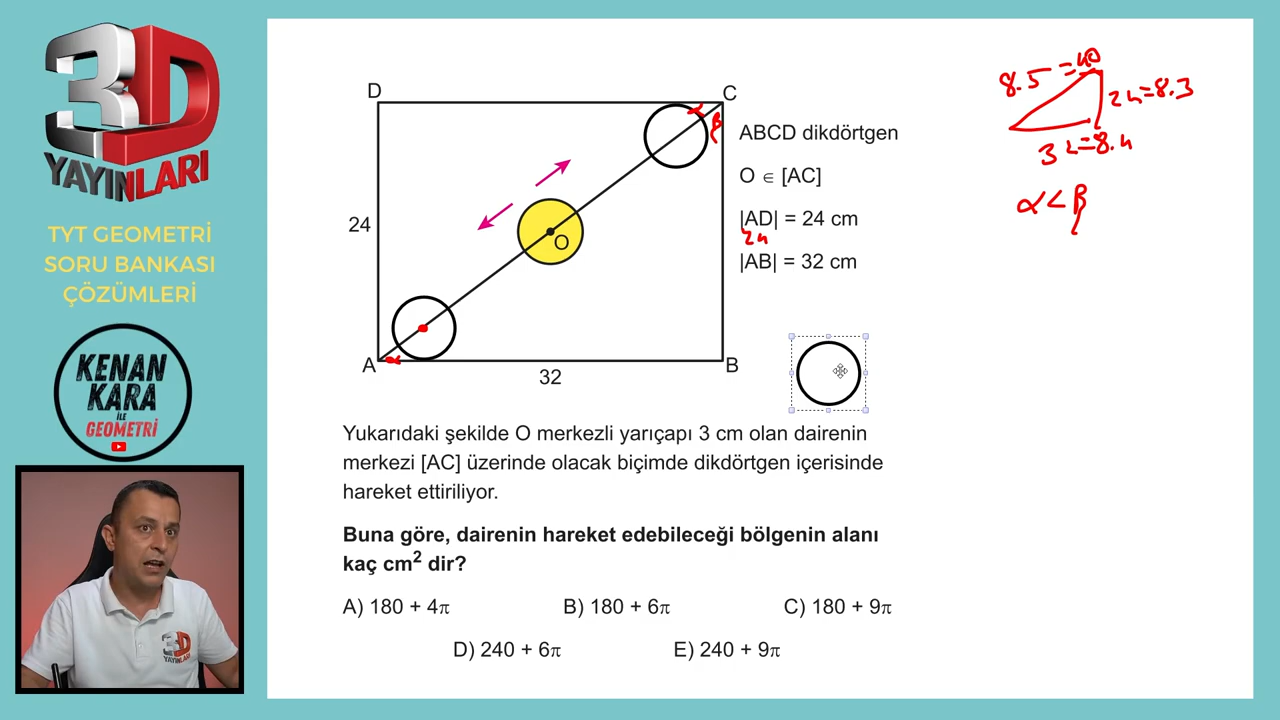 3D
YAYINLARI
TYT GEOMETRİ
SORU BANKASI
ÇÖZÜMLERİ
KENAN
KARA
İLE
GEOMETRİ
D
C
α
β
24
O
A
α
B
32
ABCD dikdörtgen
O ∈ [AC]
|AD| = 24 cm
24
|AB| = 32 cm
8.5 = 40
24=8.3
32=8.4
α < β
Yukarıdaki şekilde O merkezli yarıçapı 3 cm olan dairenin
merkezi [AC] üzerinde olacak biçimde dikdörtgen içerisinde
hareket ettiriliyor.
Buna göre, dairenin hareket edebileceği bölgenin alanı
kaç cm² dir?
A) 180 + 4π
B) 180 + 6π
C) 180 + 9π
D) 240 + 6π
E) 240 + 9π
3D
YAYINLARI